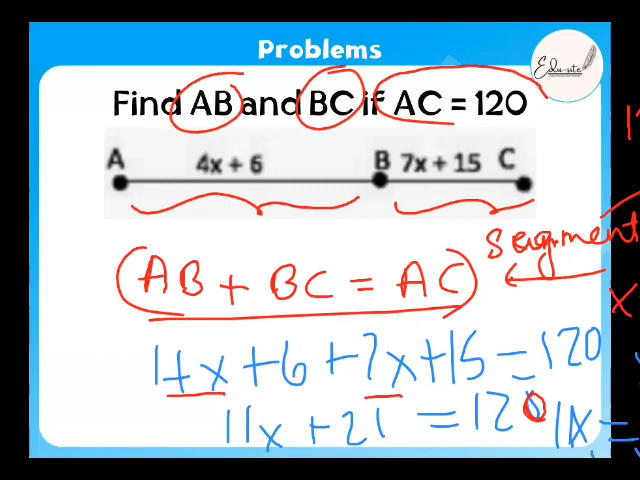 Problems
Edu-site
Find AB and BC if AC = 120
A 4x + 6 B 7x + 15 C
Segment
AB + BC = AC
4x + 6 + 7x + 15 = 120
11x + 21 = 120
11x =
x